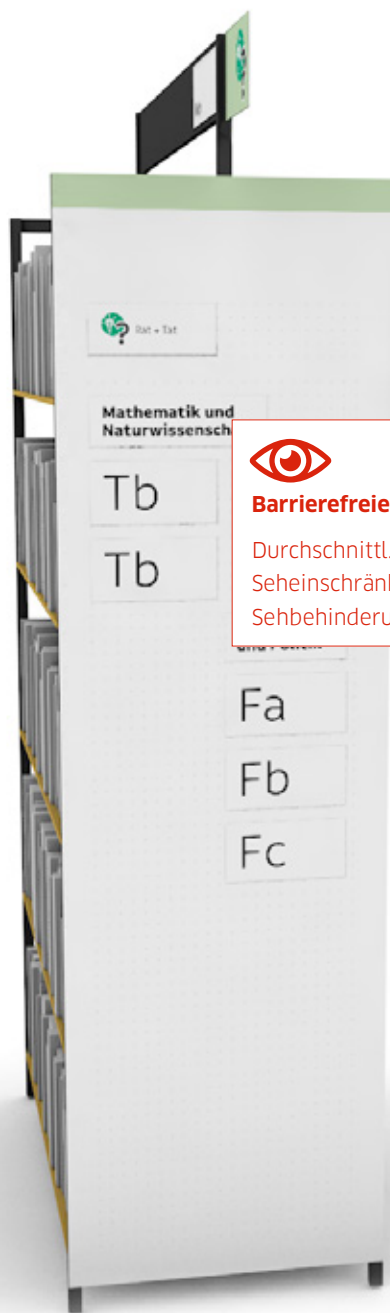 Rat + Tat
Mathematik und
Naturwissensch
Tb
Tb
Barrierefreie
Durchschnittl.
Seheinschränk
Sehbehinderu
Fa
Fb
Fc